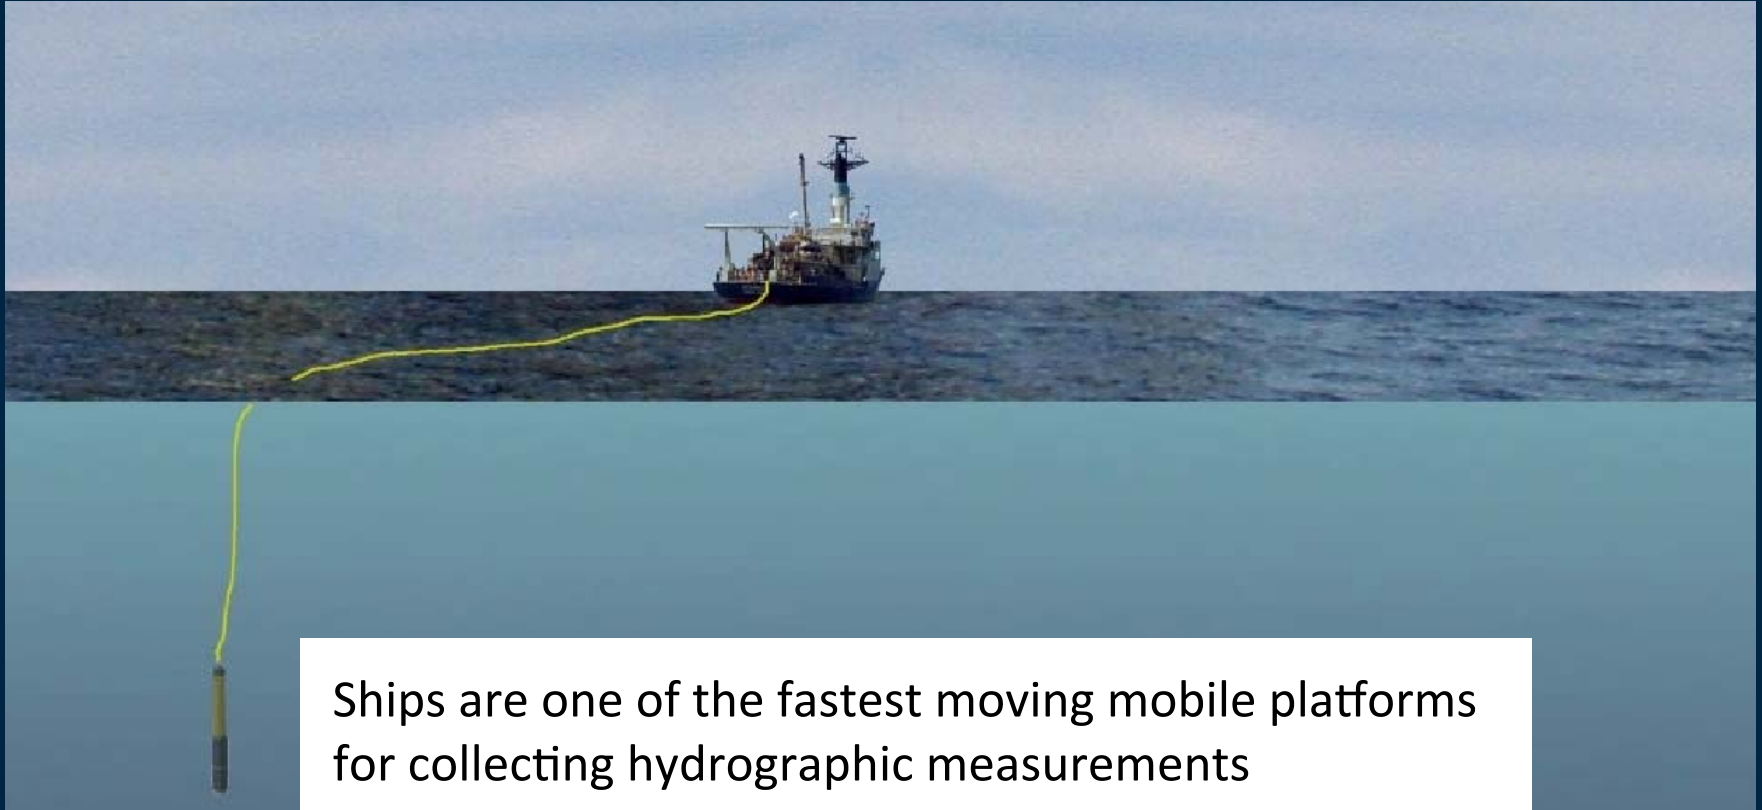 Ships are one of the fastest moving mobile platforms
for collecting hydrographic measurements